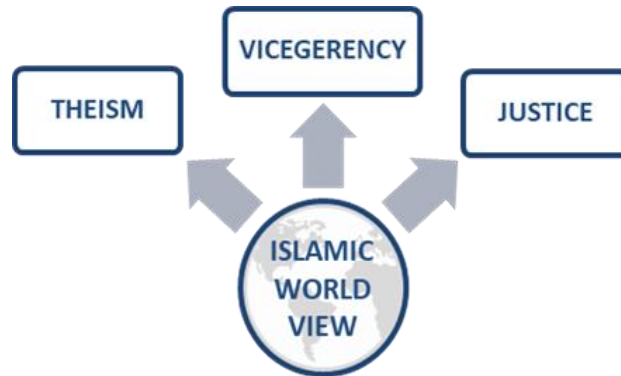 VICEGERENCY
THEISM
JUSTICE
ISLAMIC
WORLD
VIEW